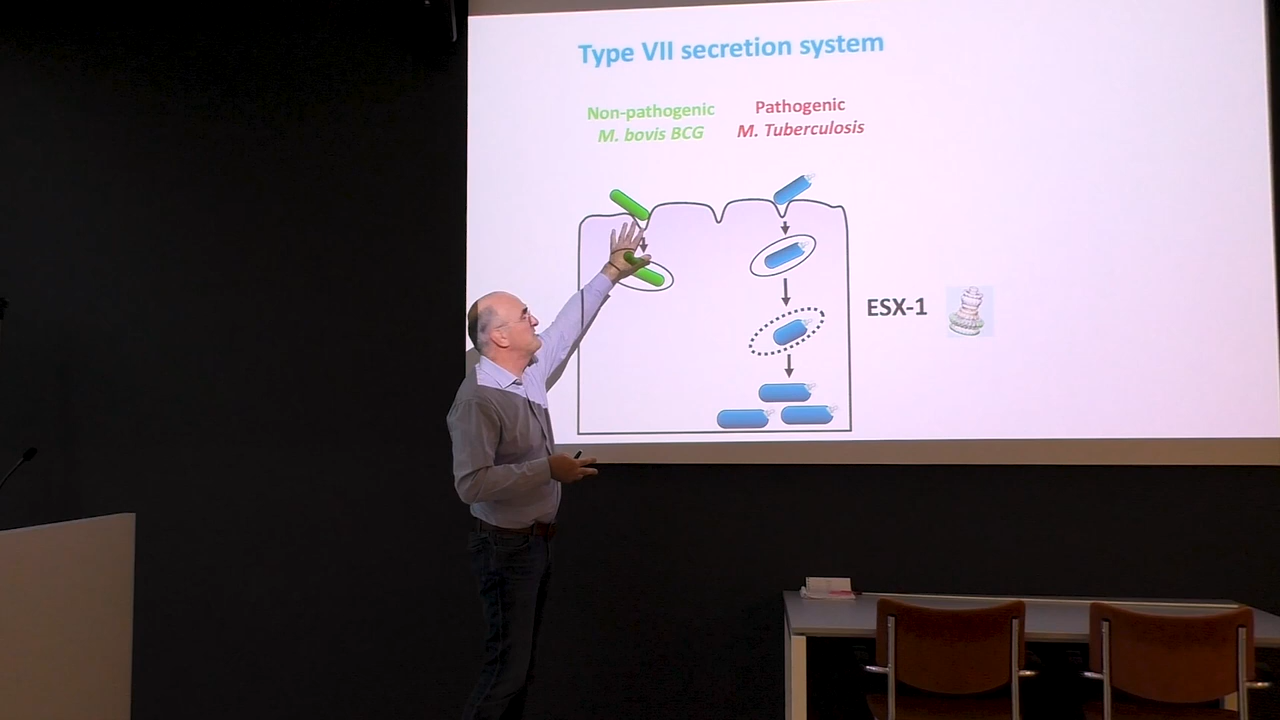 Type VII secretion system
Non-pathogenic
M. bovis BCG
Pathogenic
M. Tuberculosis
ESX-1